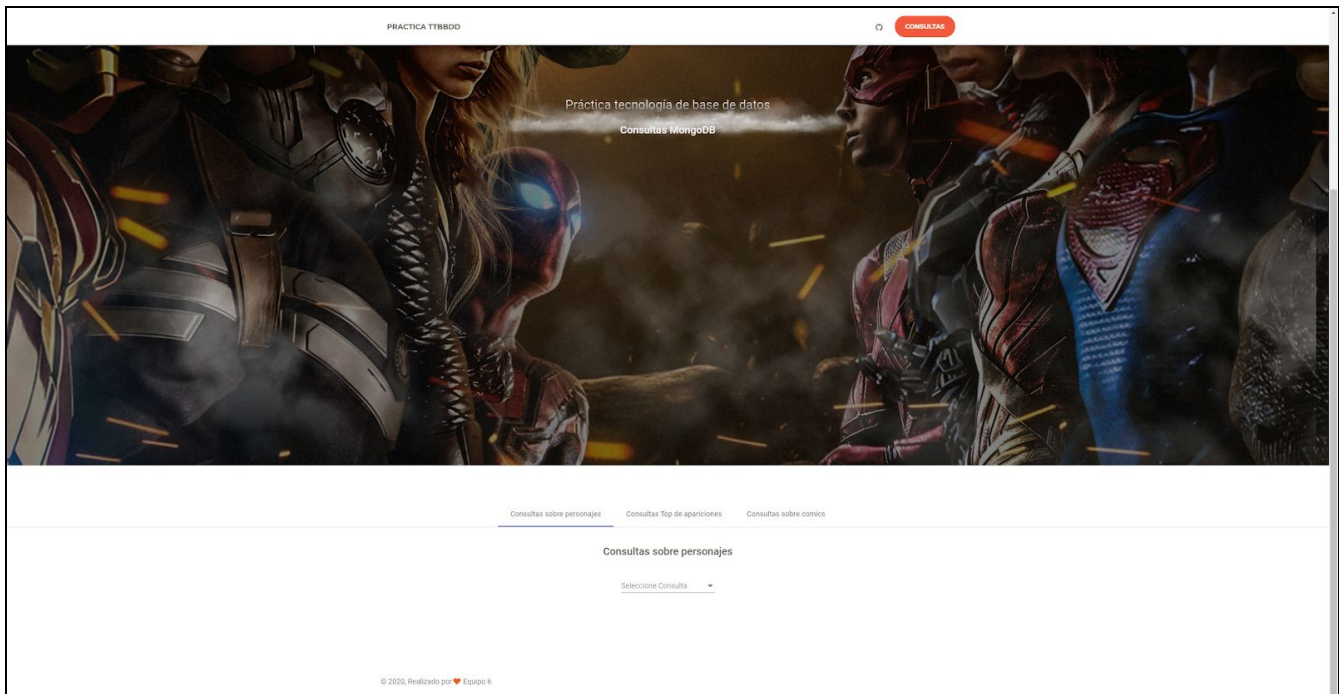 PRACTICA TTBBDD
CONSULTAS
Práctica tecnología de base de datos
Consultas MongoDB
Consultas sobre personajes
Consultas Top de apariciones
Consultas sobre comics
Consultas sobre personajes
Seleccione Consulta
© 2020, Realizado por Equipo 6